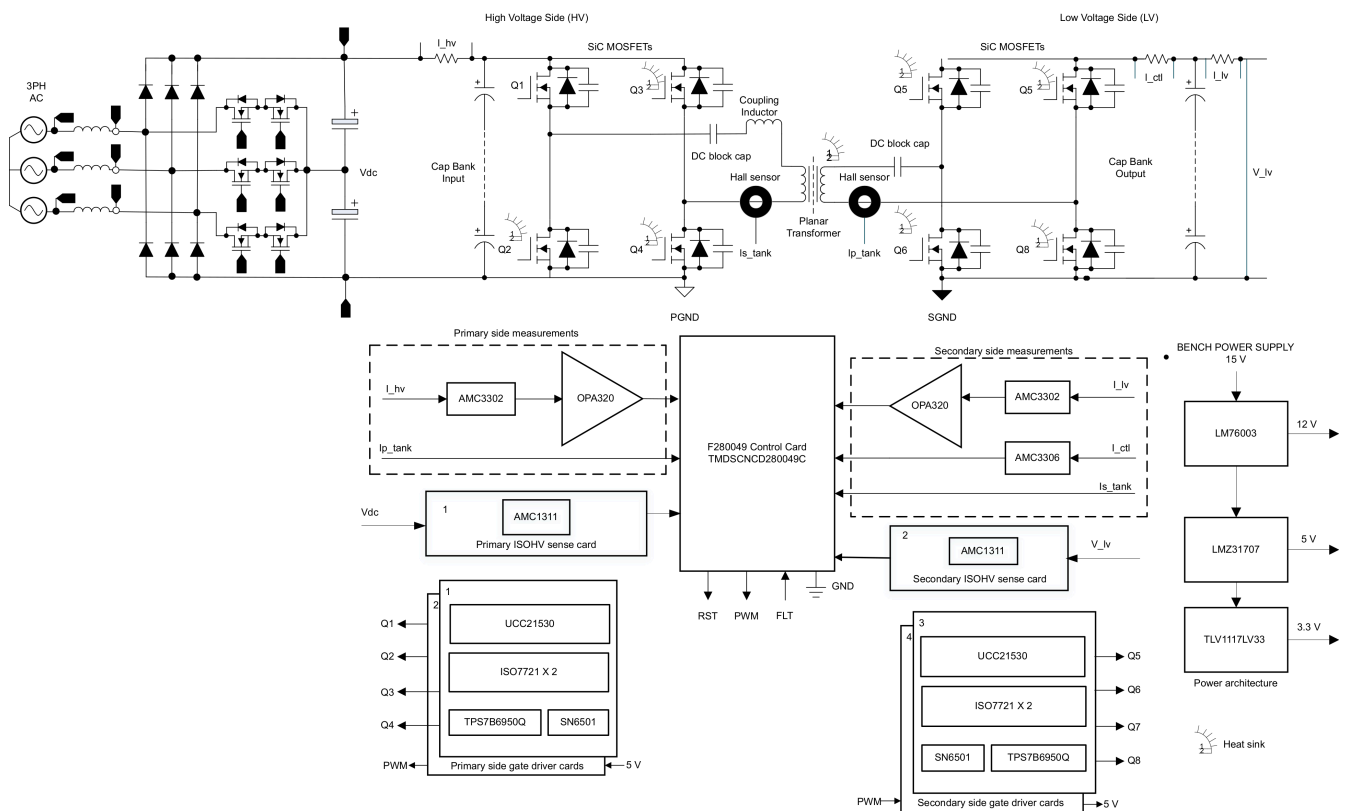 High Voltage Side (HV)
Low Voltage Side (LV)
I_hv
SiC MOSFETs
SiC MOSFETs
3PH
AC
Q1
Q3
Q5
Q5
I_ctl
I_lv
Coupling
Inductor
DC block cap
DC block cap
Vdc
Cap Bank
Input
1
2
Hall sensor
Hall sensor
Cap Bank
Output
V_lv
Planar
Transformer
Is_tank
Ip_tank
Q2
Q4
Q6
Q8
PGND
SGND
Primary side measurements
I_hv
AMC3302
OPA320
Ip_tank
Vdc
1
AMC1311
Primary ISOHV sense card
F280049 Control Card
TMDSCNCD280049C
RST
PWM
FLT
GND
Secondary side measurements
OPA320
AMC3302
I_lv
AMC3306
I_ctl
Is_tank
2
AMC1311
V_lv
Secondary ISOHV sense card
BENCH POWER SUPPLY
15 V
LM76003
12 V
LMZ31707
5 V
TLV1117LV33
3.3 V
Power architecture
1
2
Heat sink
1
2
UCC21530
ISO7721 X 2
TPS7B6950Q
SN6501
Q1
Q2
Q3
Q4
PWM
Primary side gate driver cards
5 V
3
4
UCC21530
ISO7721 X 2
SN6501
TPS7B6950Q
Q5
Q6
Q7
Q8
PWM
Secondary side gate driver cards
5 V